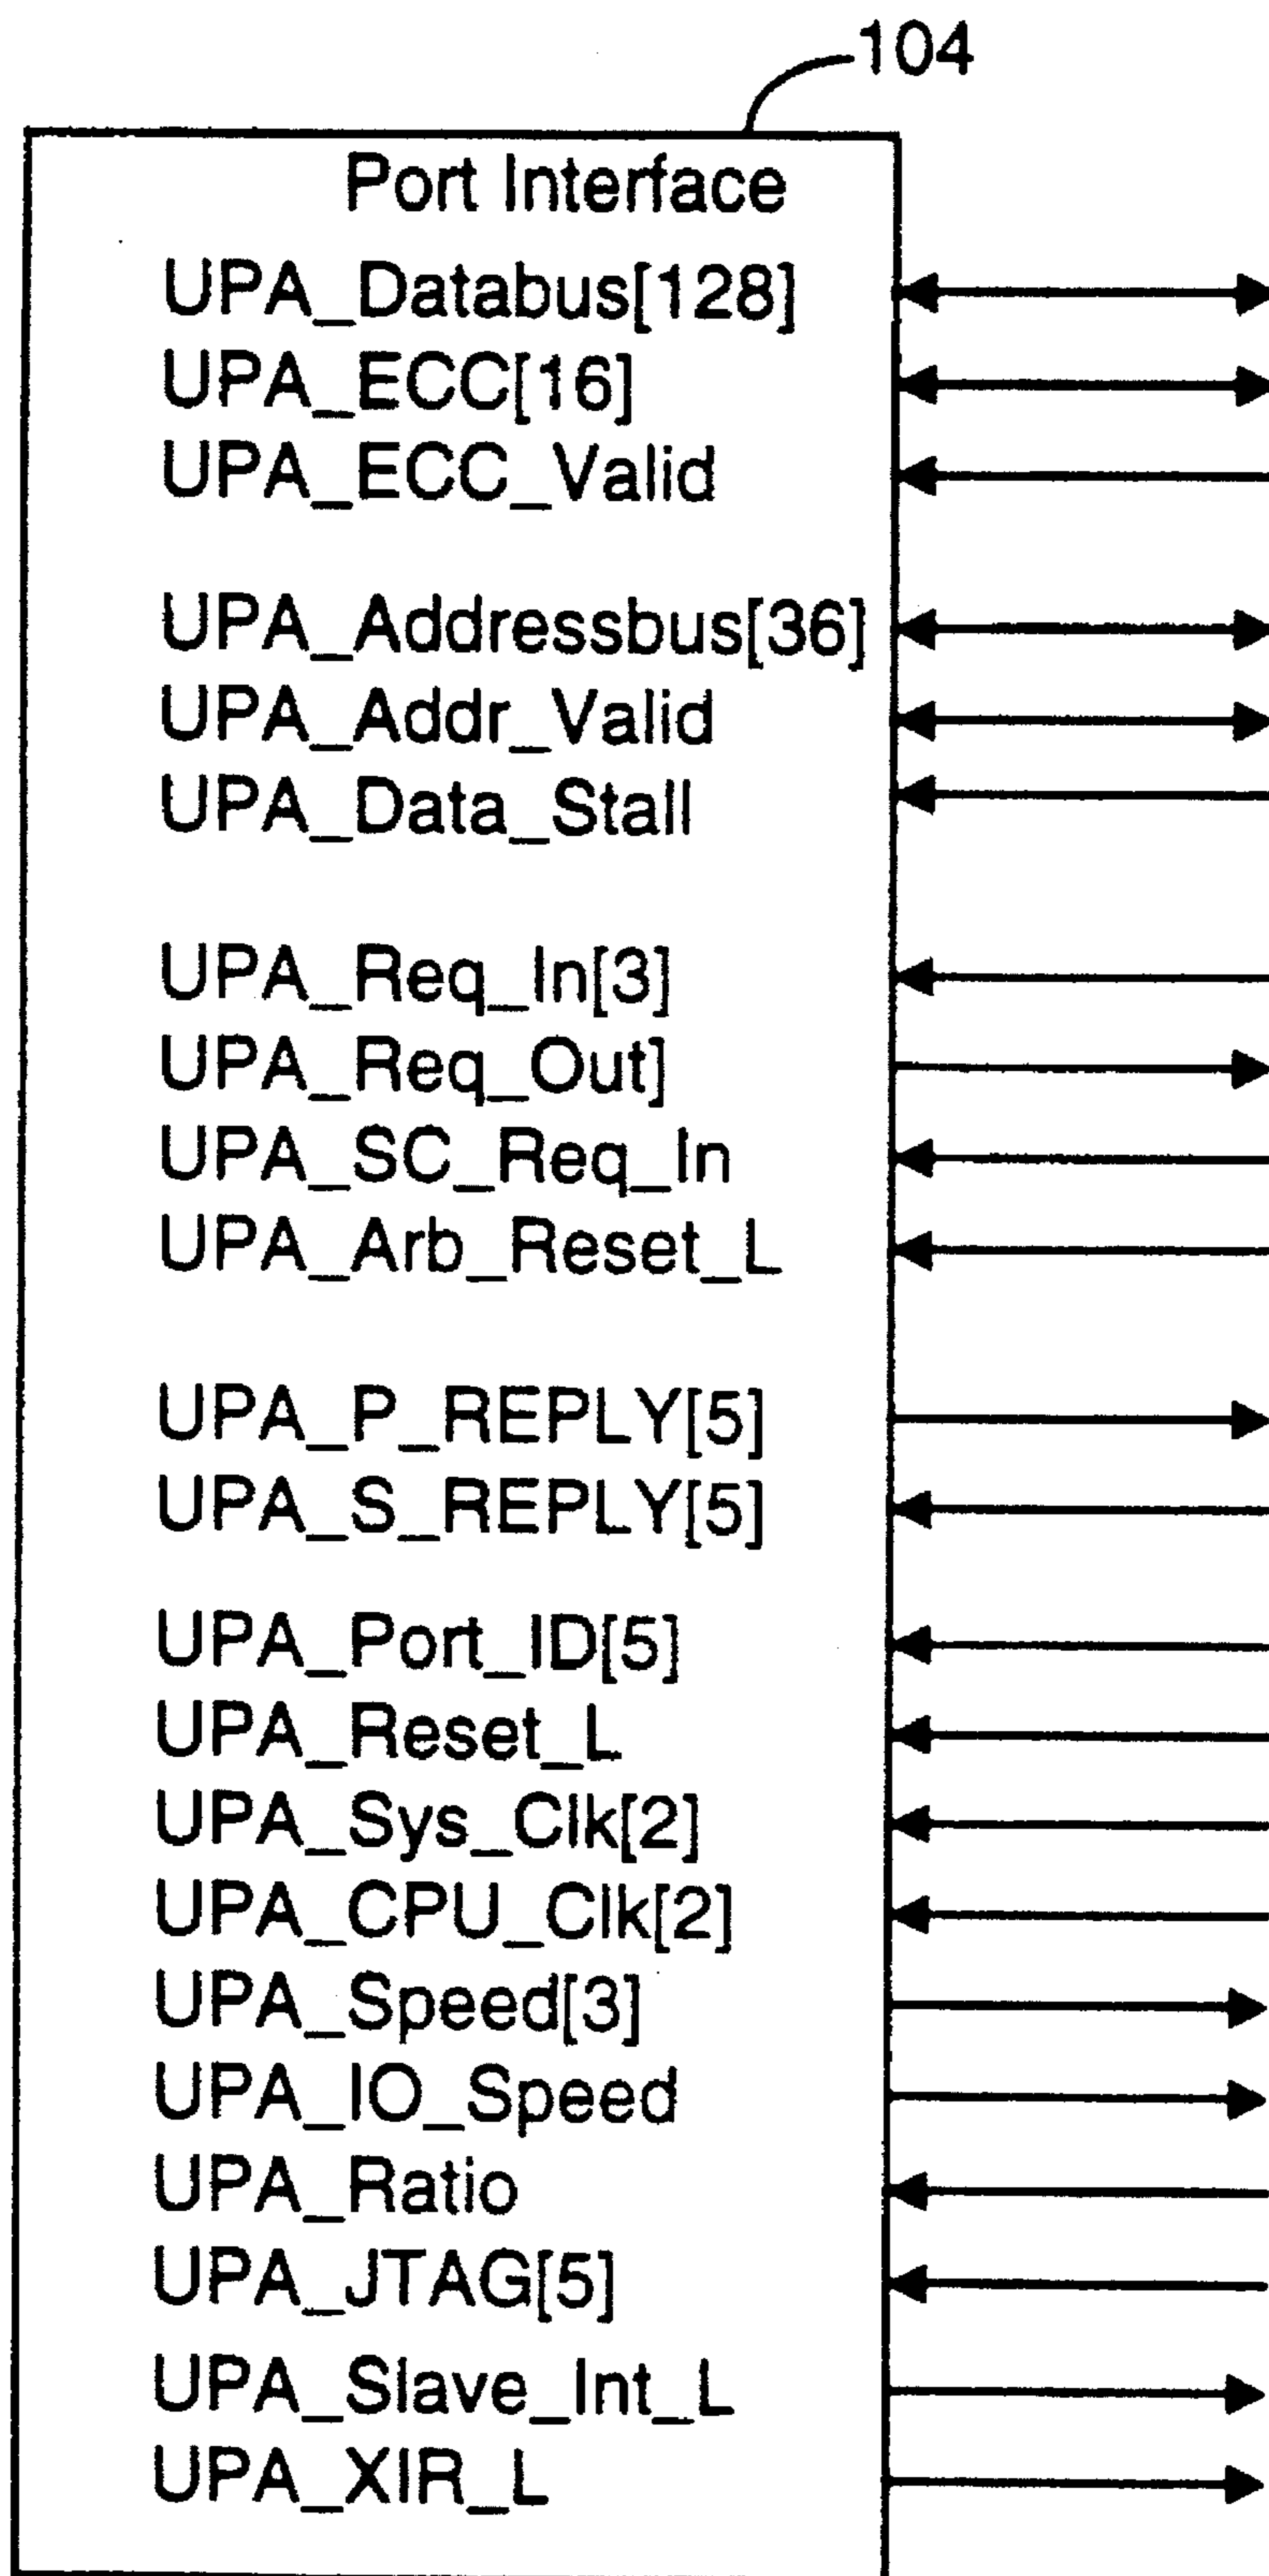 104
Port Interface
UPA_Databus[128]
UPA_ECC[16]
UPA_ECC_Valid
UPA_Addressbus[36]
UPA_Addr_Valid
UPA_Data_Stall
UPA_Req_In[3]
UPA_Req_Out]
UPA_SC_Req_In
UPA_Arb_Reset_L
UPA_P_REPLY[5]
UPA_S_REPLY[5]
UPA_Port_ID[5]
UPA_Reset_L
UPA_Sys_Clk[2]
UPA_CPU_Clk[2]
UPA_Speed[3]
UPA_IO_Speed
UPA_Ratio
UPA_JTAG[5]
UPA_Slave_Int_L
UPA_XIR_L